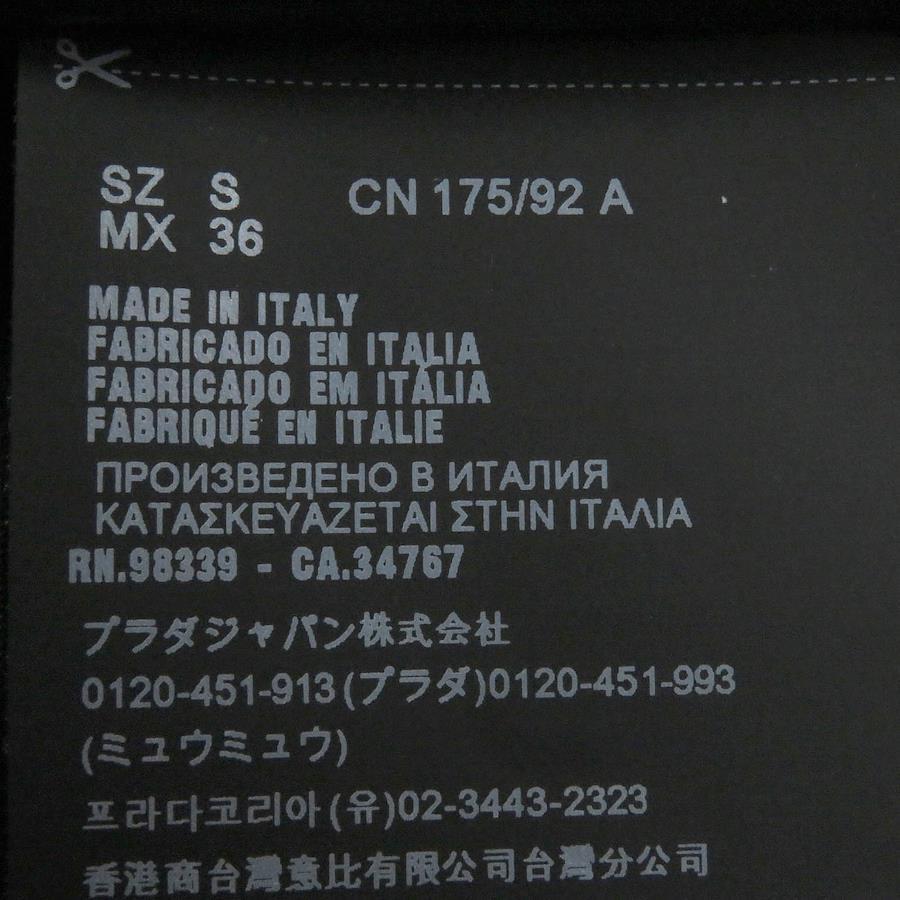 SZ S CN 175/92 A
MX 36
MADE IN ITALY
FABRICADO EN ITALIA
FABRICADO EM ITÁLIA
FABRIQUÉ EN ITALIE
ПРОИЗВЕДЕНО В ИТАЛИЯ
ΚΑΤΑΣΚΕΥΑΖΕΤΑΙ ΣΤΗΝ ΙΤΑΛΙΑ
RN.98339 - CA.34767
プラダジャパン株式会社
0120-451-913(プラダ)0120-451-993
(ミュウミュウ)
프라다코리아(유)02-3443-2323
香港商台灣意比有限公司台灣分公司